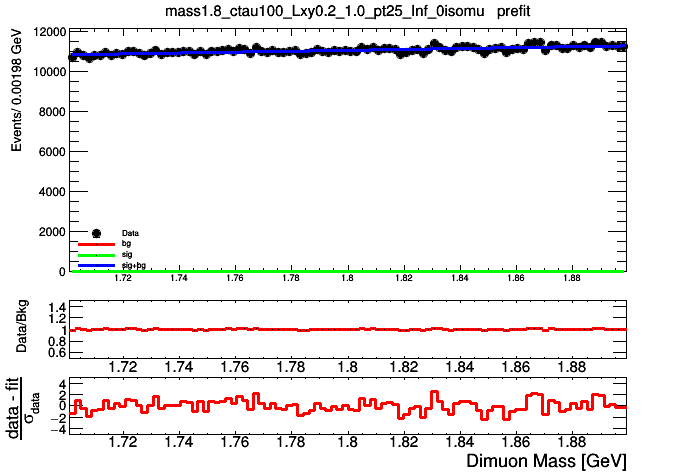 mass1.8_ctau100_Lxy0.2_1.0_pt25_Inf_0isomu prefit
Events/ 0.00198 GeV
12000
10000
8000
6000
4000
2000
0
Data
bg
sig
sig+bg
1.72 1.74 1.76 1.78 1.8 1.82 1.84 1.86 1.88
Data/Bkg
1.4
1.2
1
0.8
0.6
1.72 1.74 1.76 1.78 1.8 1.82 1.84 1.86 1.88
data - fit
σdata
4
2
0
−2
−4
1.72 1.74 1.76 1.78 1.8 1.82 1.84 1.86 1.88
Dimuon Mass [GeV]